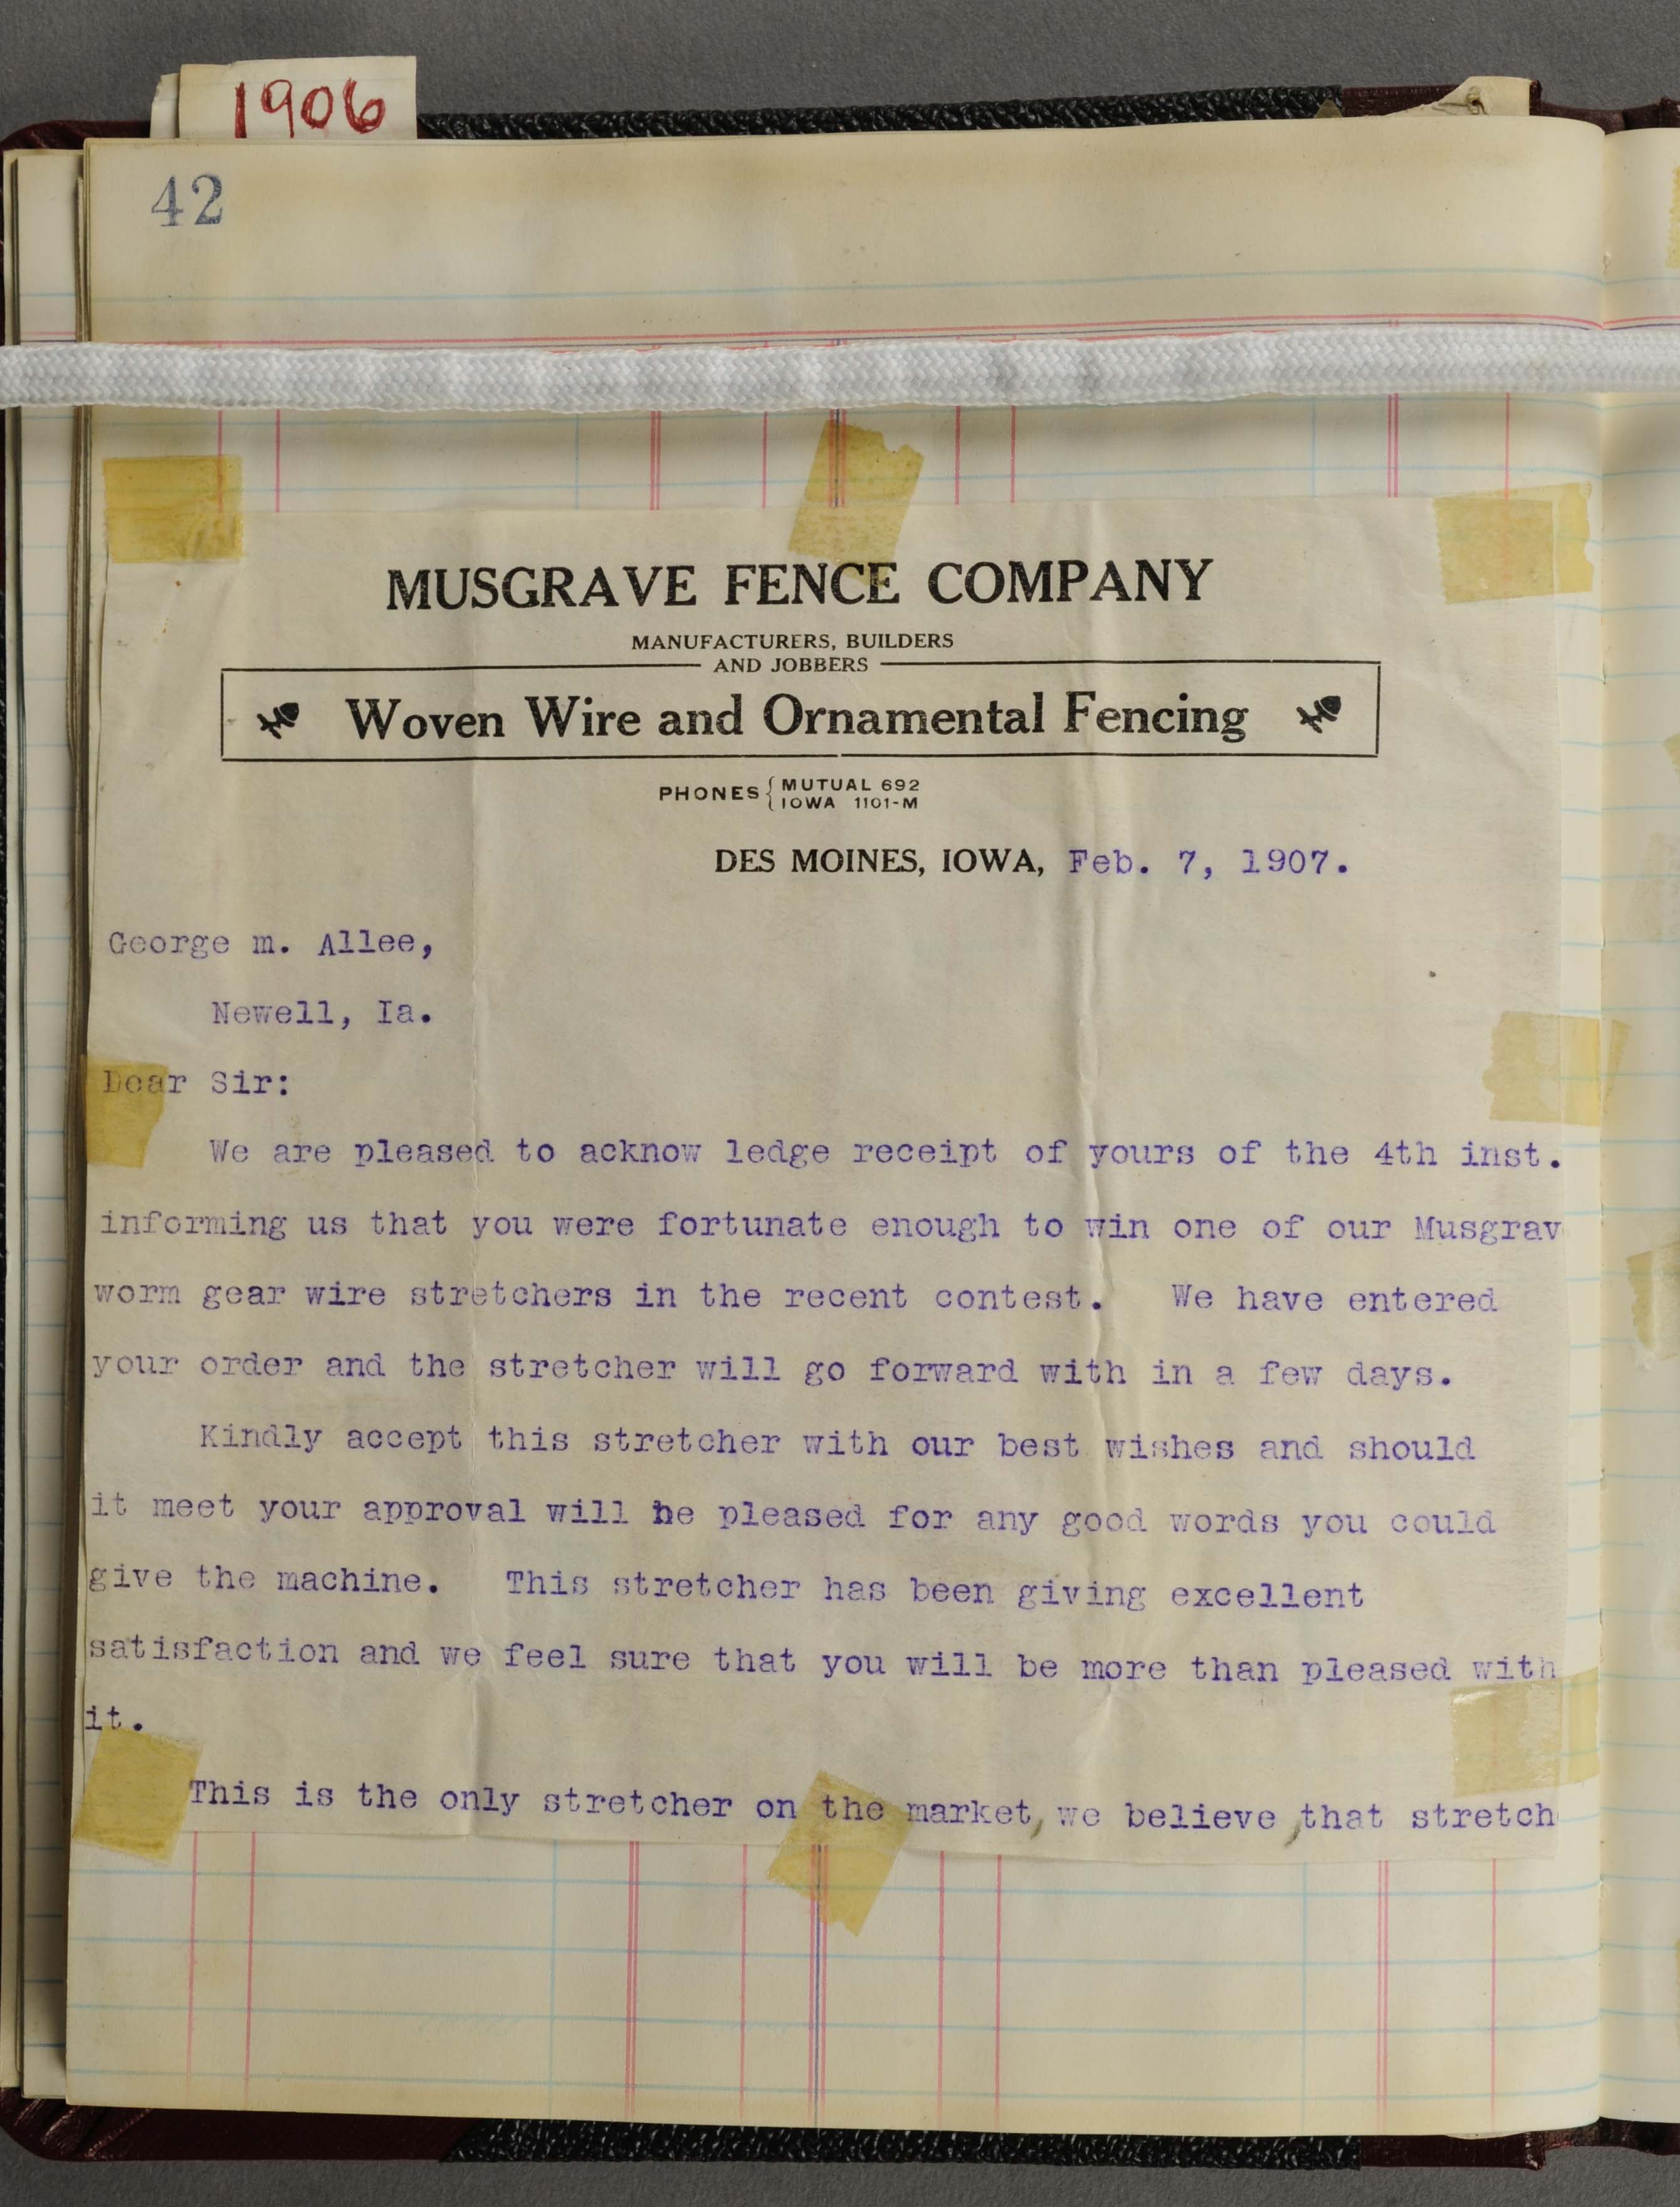 1906
42
MUSGRAVE FENCE COMPANY
MANUFACTURERS, BUILDERS
AND JOBBERS
Woven Wire and Ornamental Fencing
PHONES { MUTUAL 692
IOWA 1101-M
DES MOINES, IOWA, Feb. 7, 1907.
George m. Allee,
Newell, Ia.
Dear Sir:
We are pleased to acknow ledge receipt of yours of the 4th inst.
informing us that you were fortunate enough to win one of our Musgrav
worm gear wire stretchers in the recent contest. We have entered
your order and the stretcher will go forward with in a few days.
Kindly accept this stretcher with our best wishes and should
it meet your approval will be pleased for any good words you could
give the machine. This stretcher has been giving excellent
satisfaction and we feel sure that you will be more than pleased with
it.
This is the only stretcher on the market, we believe, that stretch